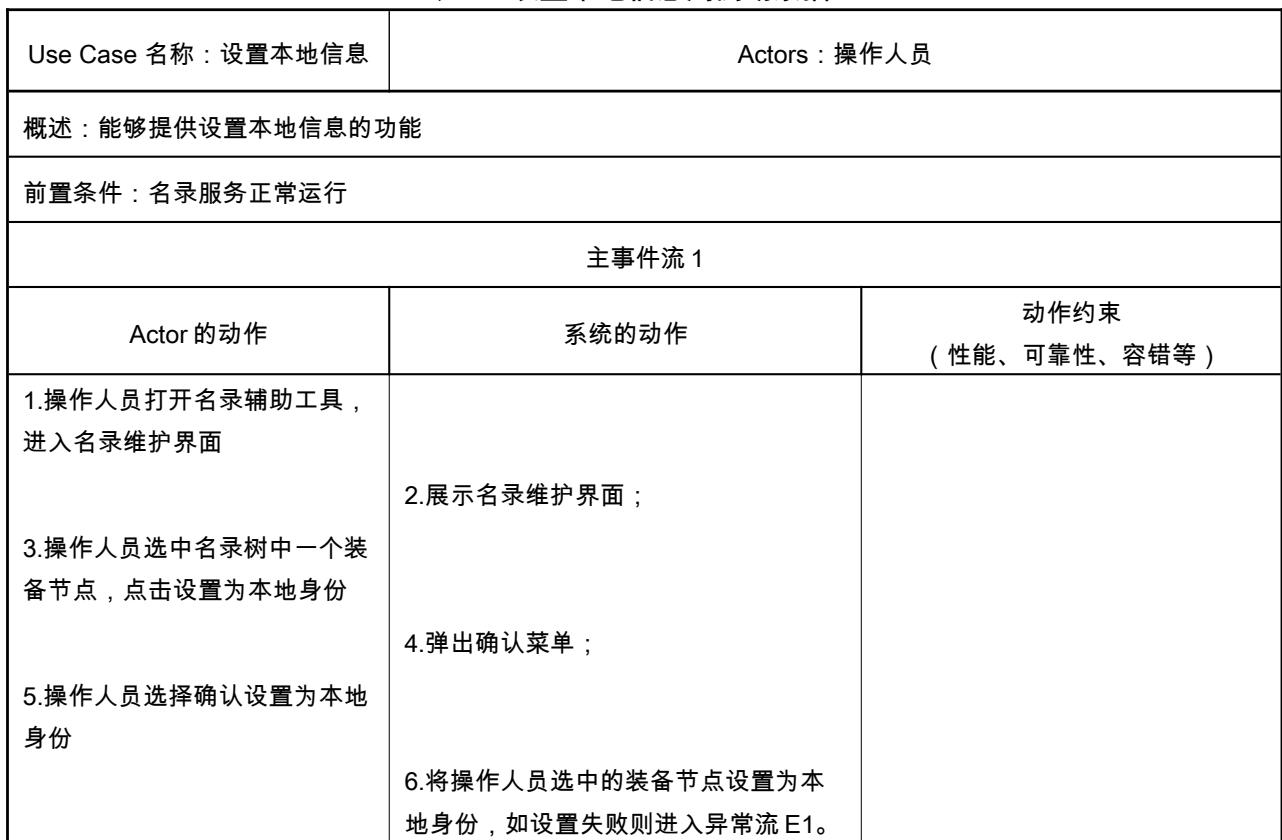 Use Case 名称：设置本地信息
Actors：操作人员
概述：能够提供设置本地信息的功能
前置条件：名录服务正常运行
主事件流 1
Actor 的动作
系统的动作
动作约束
（性能、可靠性、容错等）
1.操作人员打开名录辅助工具，
进入名录维护界面
2.展示名录维护界面；
3.操作人员选中名录树中一个装
备节点，点击设置为本地身份
4.弹出确认菜单；
5.操作人员选择确认设置为本地
身份
6.将操作人员选中的装备节点设置为本
地身份，如设置失败则进入异常流 E1。